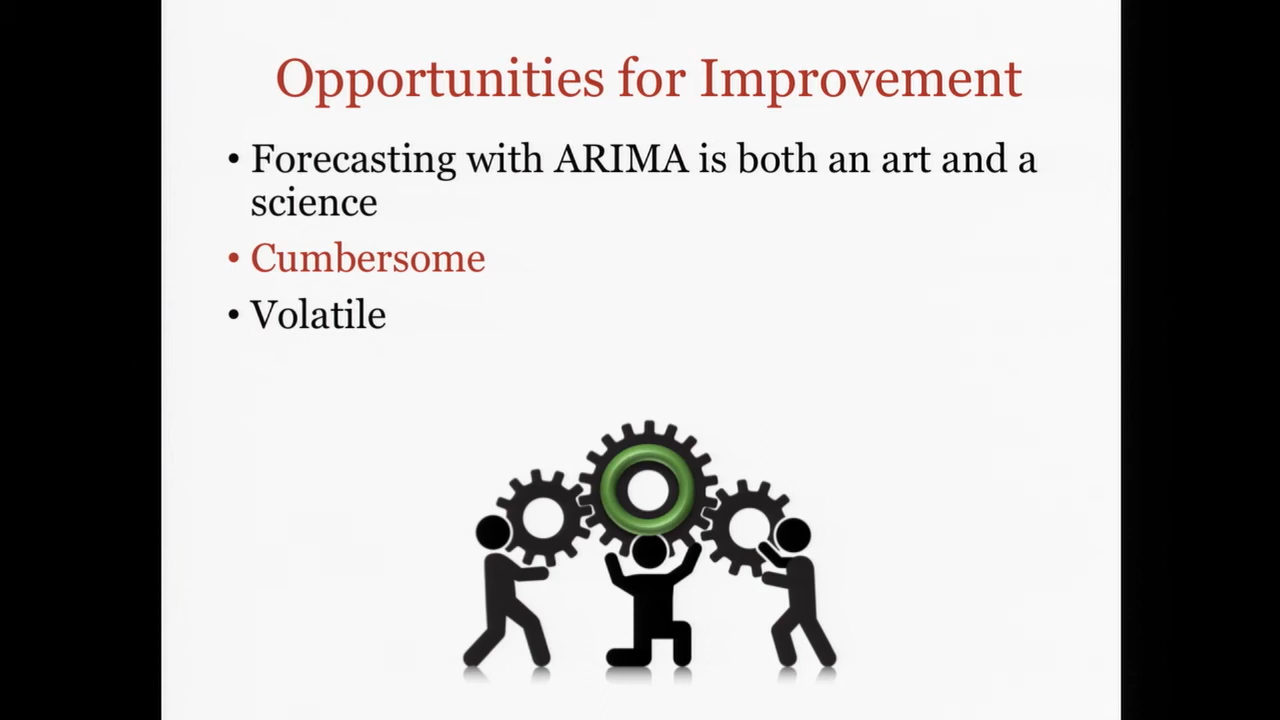 Opportunities for Improvement
• Forecasting with ARIMA is both an art and a
science
• Cumbersome
• Volatile